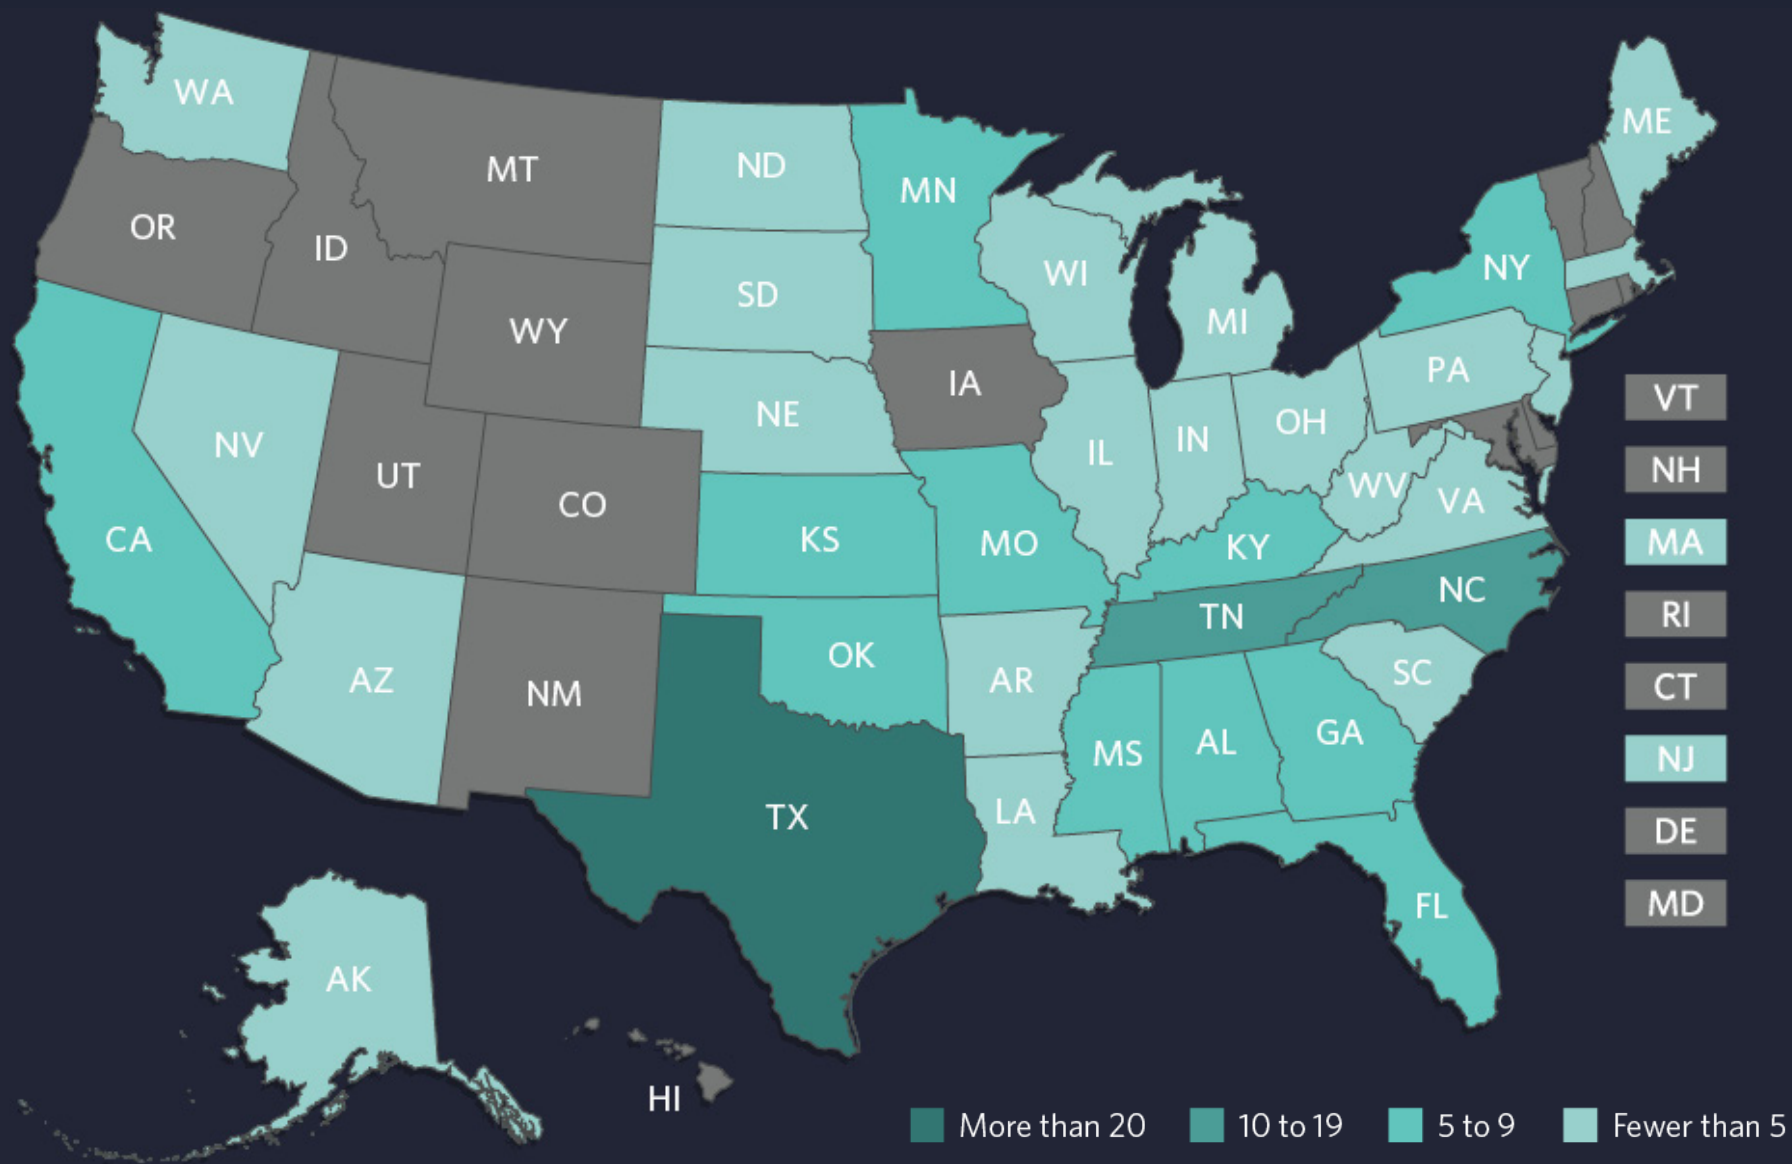 WA
MT
ND
MN
ME
OR
ID
SD
WI
MI
NY
WY
IA
PA
NE
NV
UT
CO
IL
IN
OH
WV
VA
CA
KS
MO
KY
TN
NC
AZ
NM
OK
AR
SC
MS
AL
GA
TX
LA
FL
VT
NH
MA
RI
CT
NJ
DE
MD
AK
HI
More than 20
10 to 19
5 to 9
Fewer than 5